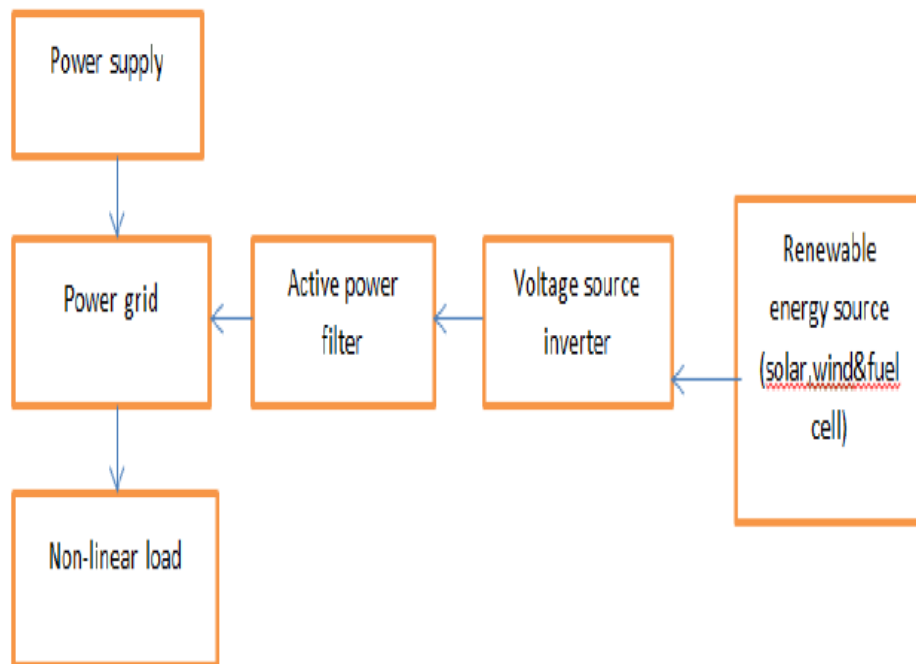 Power supply
Power grid
Active power
filter
Voltage source
inverter
Renewable
energy source
(solar,wind&fuel
cell)
Non-linear load